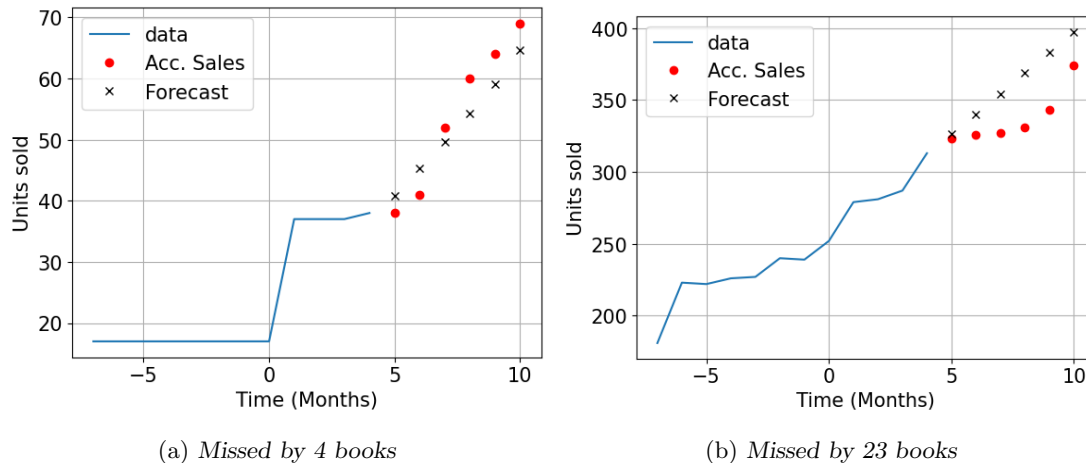 70
60
50
40
30
20
Units sold
data
Acc. Sales
Forecast
−5
0
5
10
Time (Months)
(a) Missed by 4 books
400
350
300
250
200
Units sold
data
Acc. Sales
Forecast
−5
0
5
10
Time (Months)
(b) Missed by 23 books